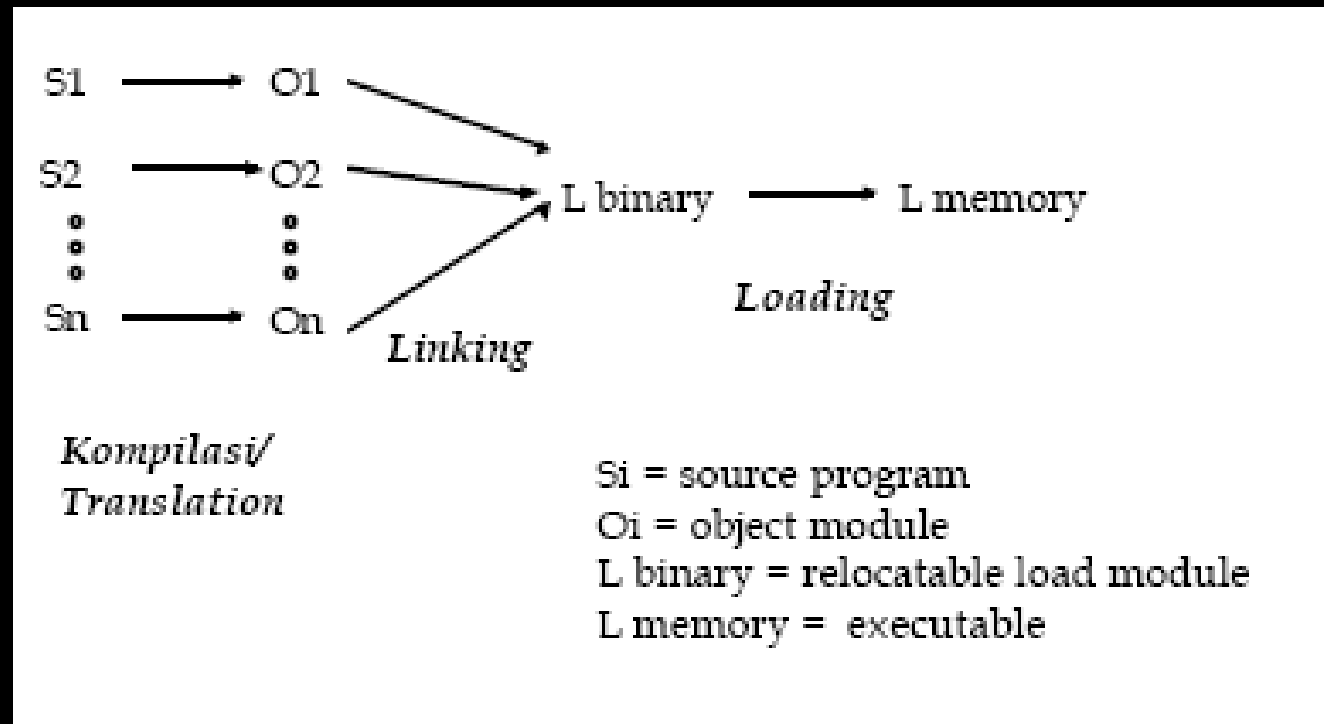 S1 O1
S2 O2
L binary L memory
Loading
Sn On
Linking
Kompilasi/
Translation
Si = source program
Oi = object module
L binary = relocatable load module
L memory = executable